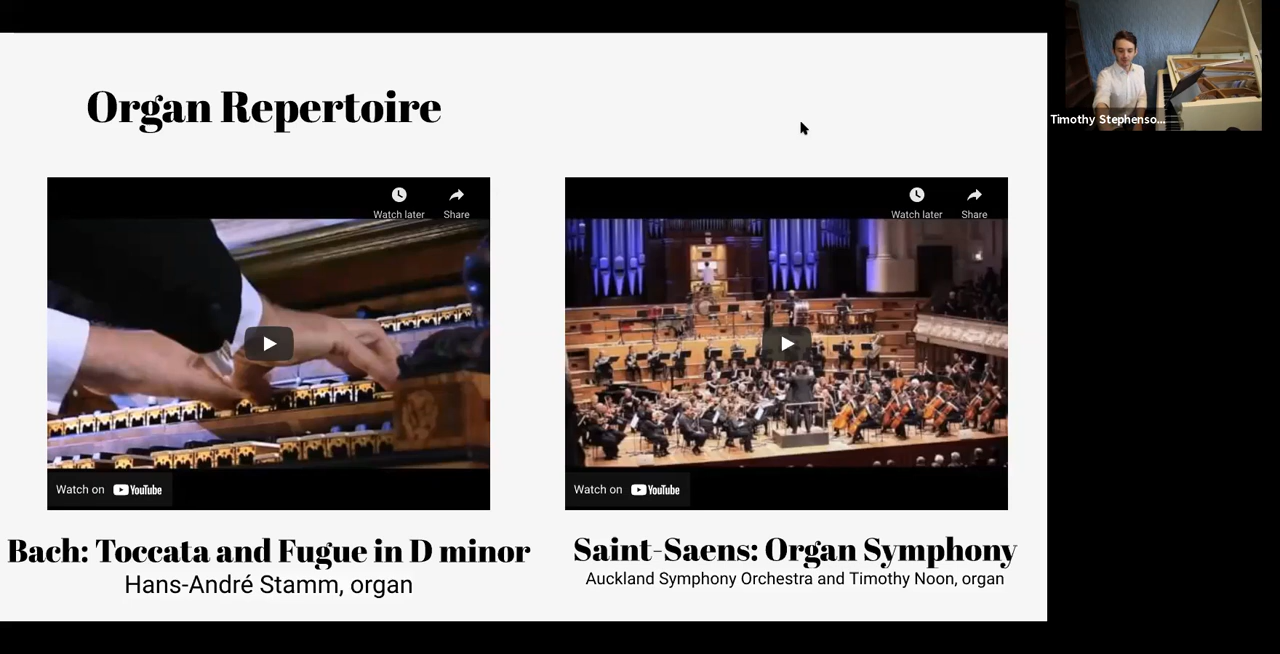 Organ Repertoire
Timothy Stephenso...
Watch later Share
Watch on YouTube
Bach: Toccata and Fugue in D minor
Hans-André Stamm, organ
Watch later Share
Watch on YouTube
Saint-Saens: Organ Symphony
Auckland Symphony Orchestra and Timothy Noon, organ